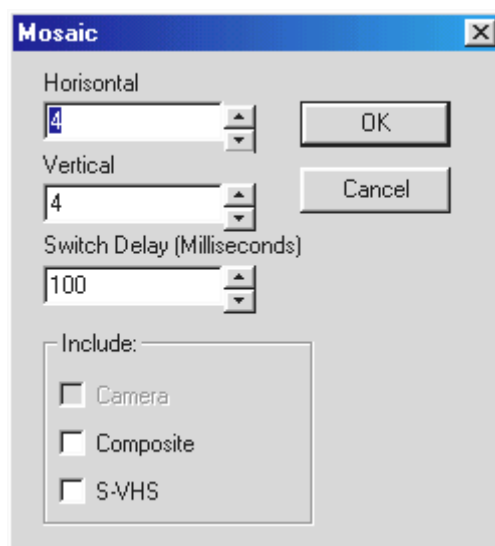 Mosaic
Horisontal
4
OK
Vertical
4
Cancel
Switch Delay (Milliseconds)
100
Include:
Camera
Composite
S-VHS